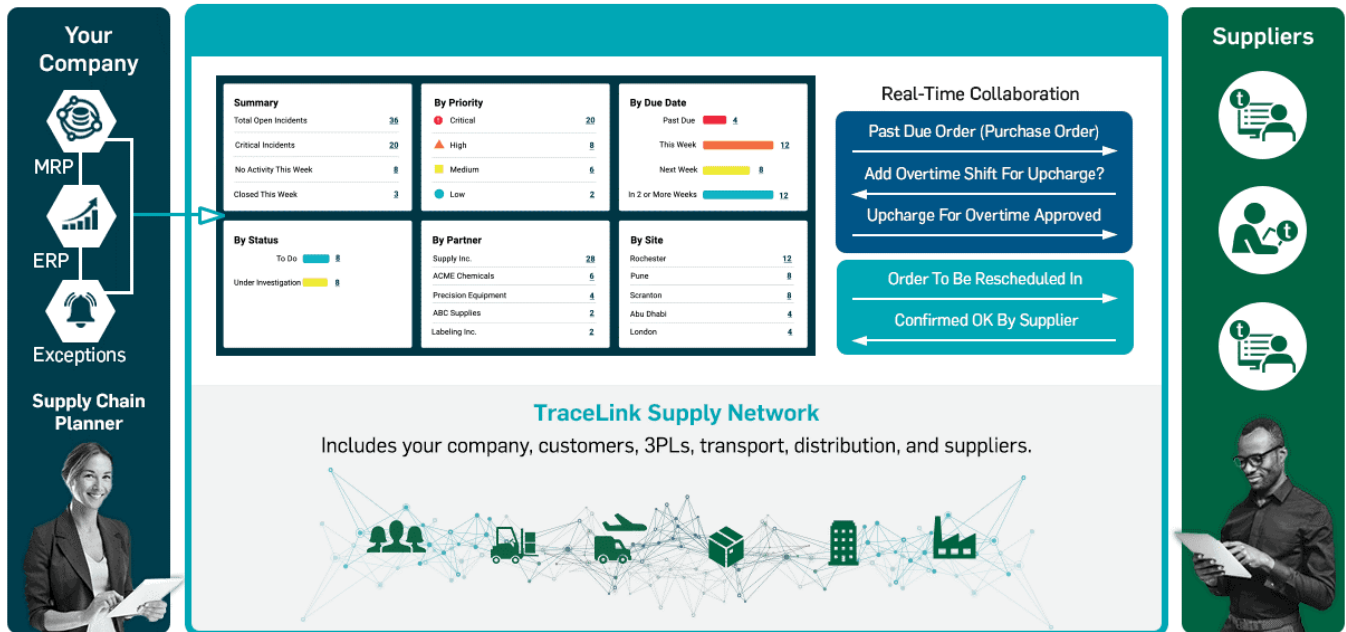 Your
Company
MRP
ERP
Exceptions
Supply Chain
Planner
Summary
Total Open Incidents 36
Critical Incidents 20
No Activity This Week 8
Closed This Week 3
By Priority
! Critical 20
High 8
Medium 6
Low 2
By Due Date
Past Due 4
This Week 12
Next Week 8
In 2 or More Weeks 12
By Status
To Do 8
Under Investigation 8
By Partner
Supply Inc. 28
ACME Chemicals 6
Precision Equipment 4
ABC Supplies 2
Labeling Inc. 2
By Site
Rochester 12
Pune 8
Scranton 8
Abu Dhabi 4
London 4
Real-Time Collaboration
Past Due Order (Purchase Order)
Add Overtime Shift For Upcharge?
Upcharge For Overtime Approved
Order To Be Rescheduled In
Confirmed OK By Supplier
TraceLink Supply Network
Includes your company, customers, 3PLs, transport, distribution, and suppliers.
Suppliers
t
t
t